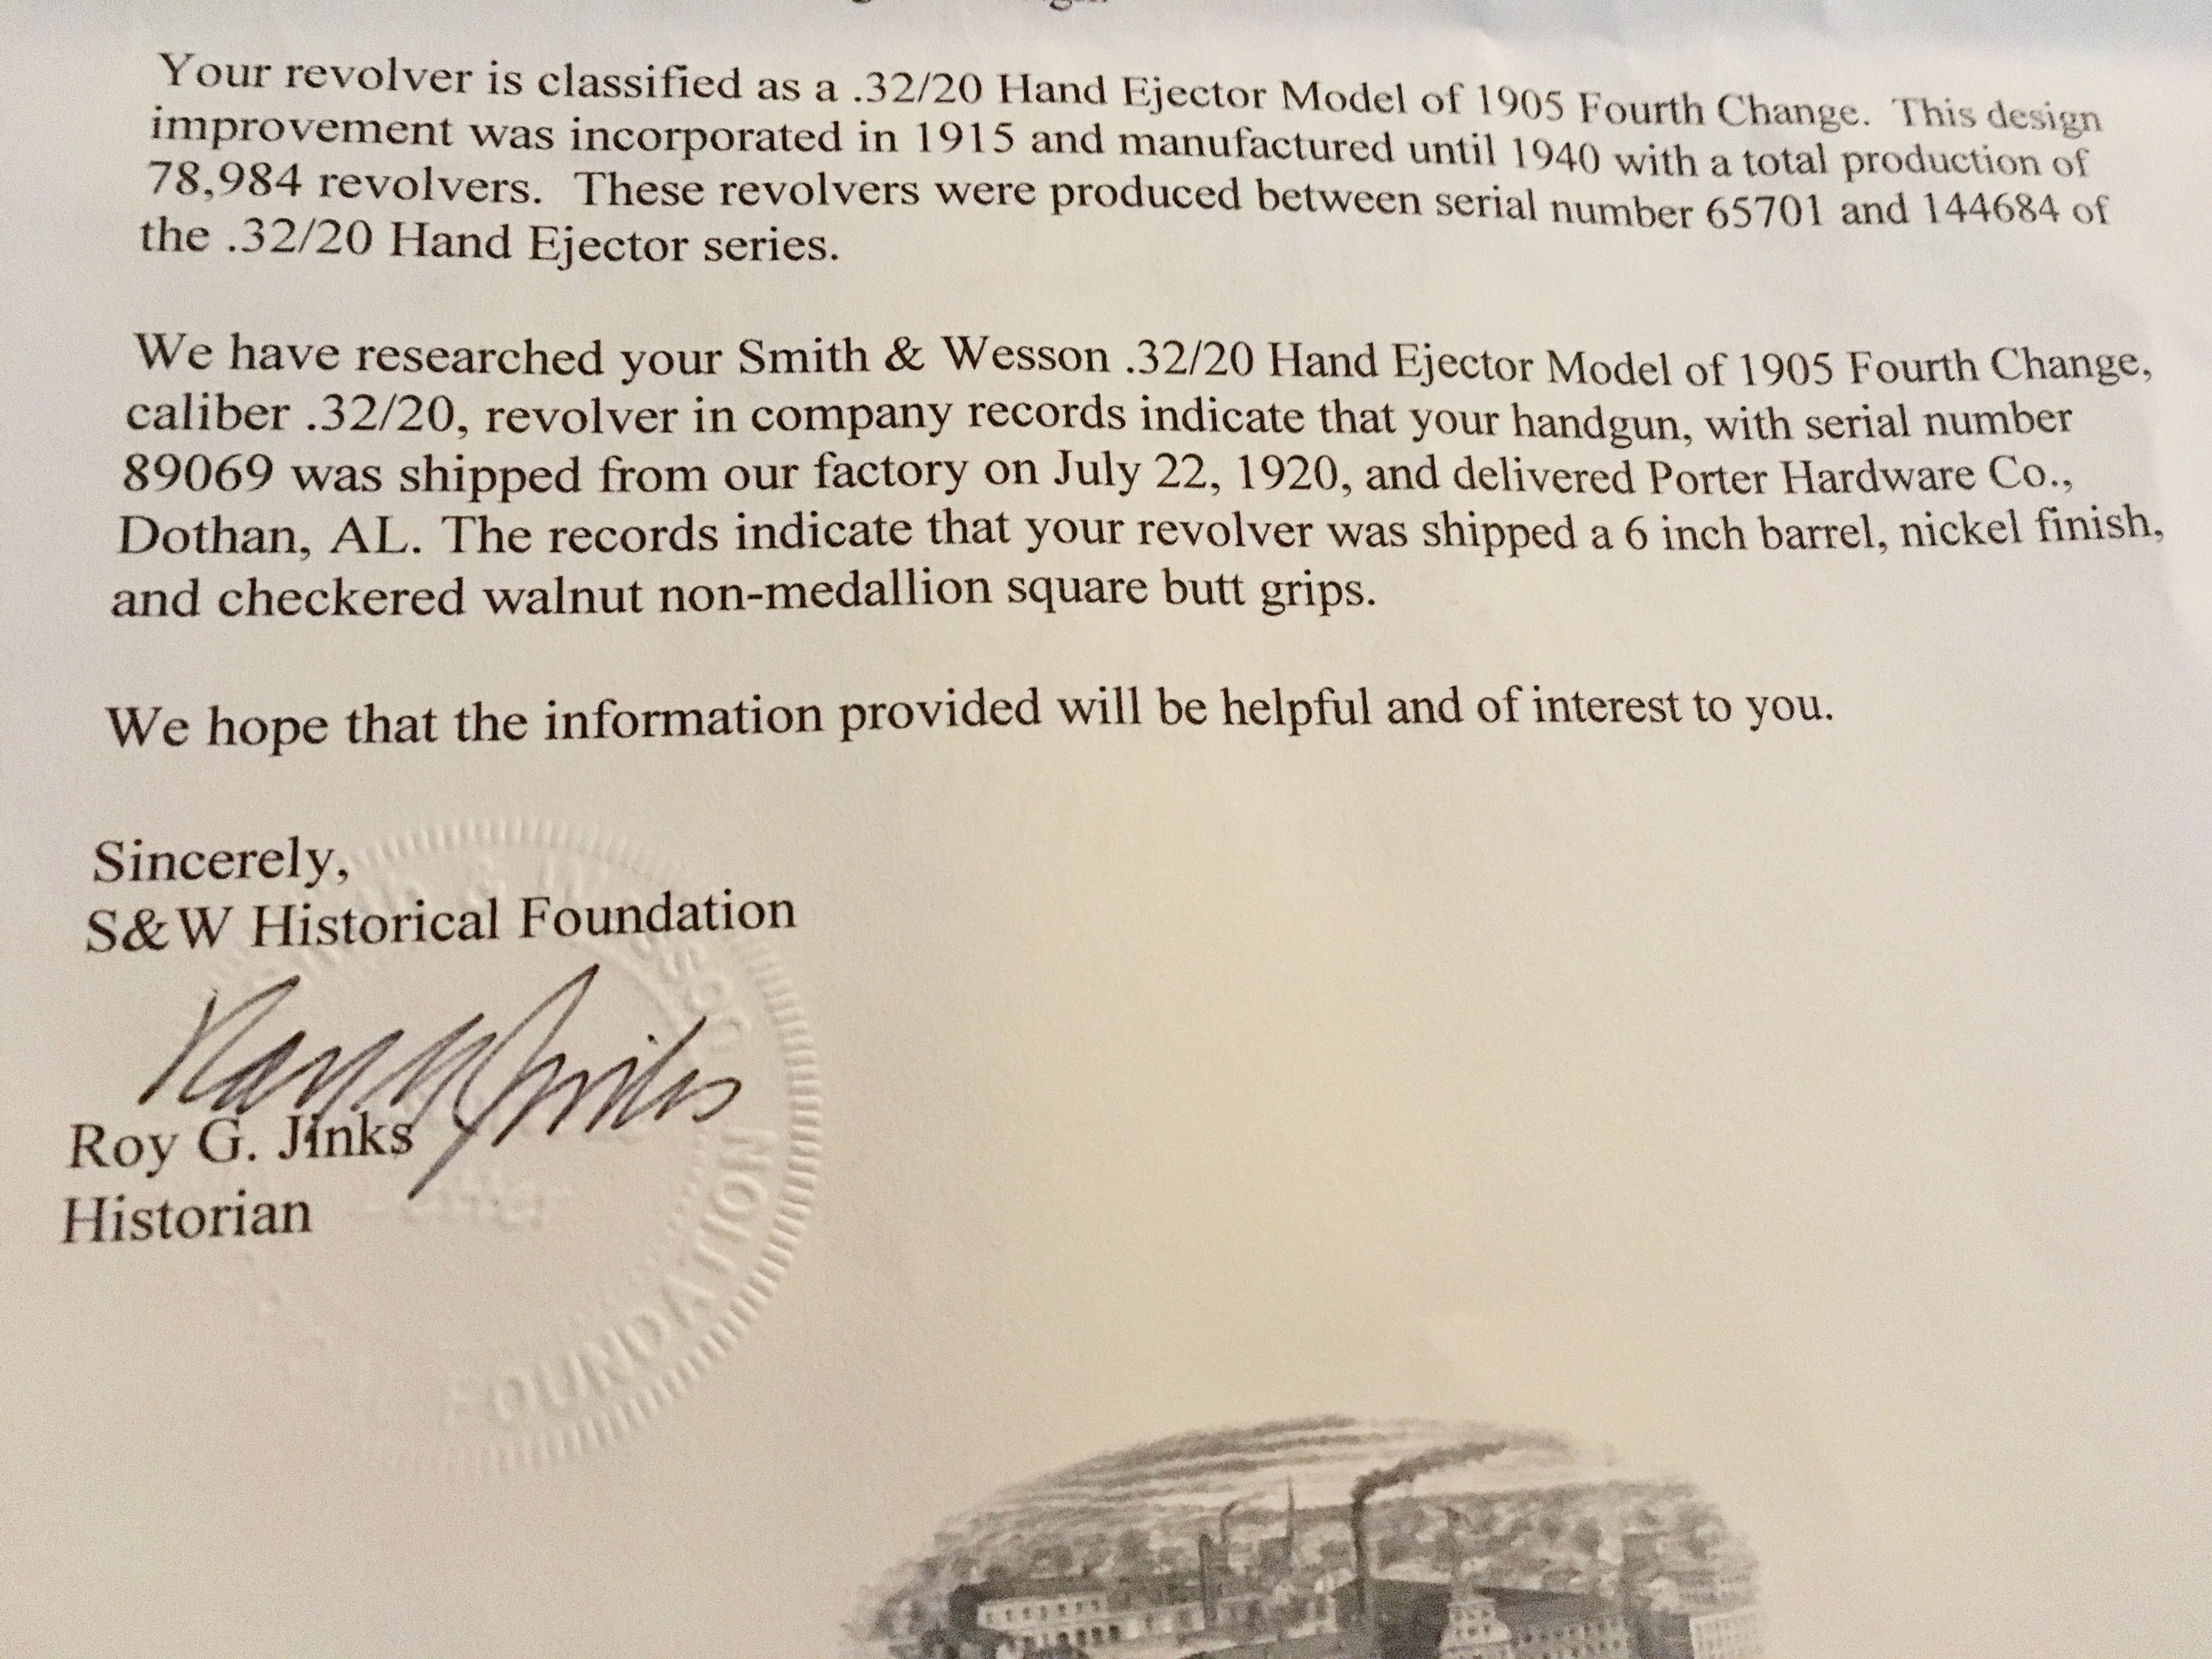 Your revolver is classified as a .32/20 Hand Ejector Model of 1905 Fourth Change. This design
improvement was incorporated in 1915 and manufactured until 1940 with a total production of
78,984 revolvers. These revolvers were produced between serial number 65701 and 144684 of
the .32/20 Hand Ejector series.
We have researched your Smith & Wesson .32/20 Hand Ejector Model of 1905 Fourth Change,
caliber .32/20, revolver in company records indicate that your handgun, with serial number
89069 was shipped from our factory on July 22, 1920, and delivered Porter Hardware Co.,
Dothan, AL. The records indicate that your revolver was shipped a 6 inch barrel, nickel finish,
and checkered walnut non-medallion square butt grips.
We hope that the information provided will be helpful and of interest to you.
Sincerely,
S&W Historical Foundation
Roy G. Jinks
Historian
FOUNDATION